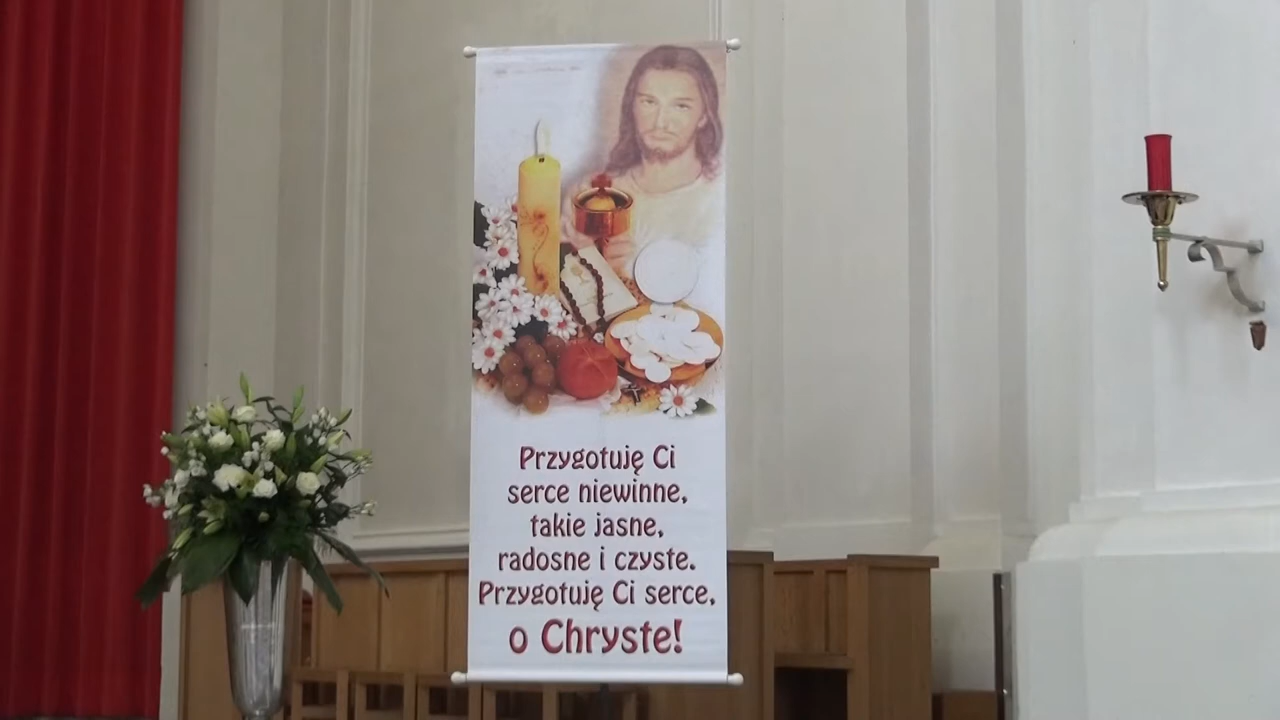 Przygotuję Ci
serce niewinne,
takie jasne,
radosne i czyste.
Przygotuję Ci serce,
o Chryste!